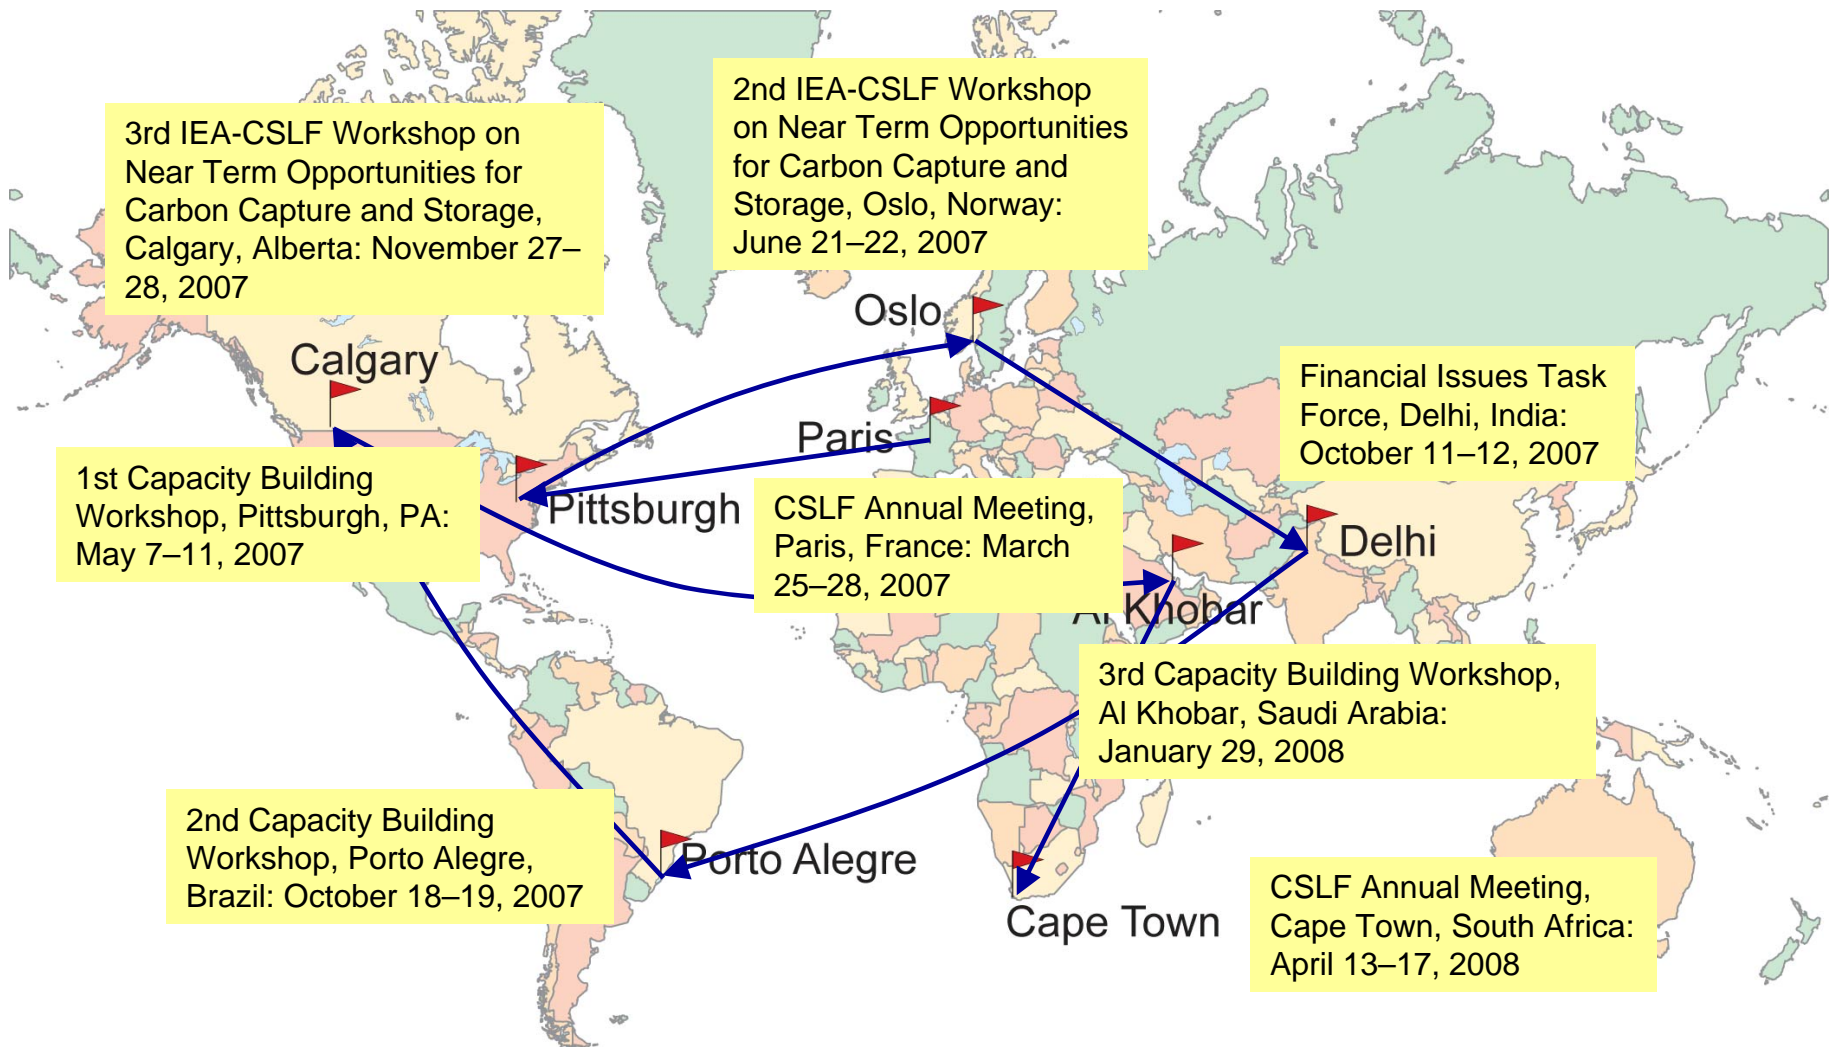 2nd IEA-CSLF Workshop
on Near Term Opportunities
for Carbon Capture and
Storage, Oslo, Norway:
June 21–22, 2007
3rd IEA-CSLF Workshop on
Near Term Opportunities for
Carbon Capture and Storage,
Calgary, Alberta: November 27–
28, 2007
Oslo
Calgary
Financial Issues Task
Force, Delhi, India:
October 11–12, 2007
Paris
1st Capacity Building
Workshop, Pittsburgh, PA:
May 7–11, 2007
Pittsburgh
CSLF Annual Meeting,
Paris, France: March
25–28, 2007
Delhi
Al Khobar
3rd Capacity Building Workshop,
Al Khobar, Saudi Arabia:
January 29, 2008
2nd Capacity Building
Workshop, Porto Alegre,
Brazil: October 18–19, 2007
Porto Alegre
Cape Town
CSLF Annual Meeting,
Cape Town, South Africa:
April 13–17, 2008